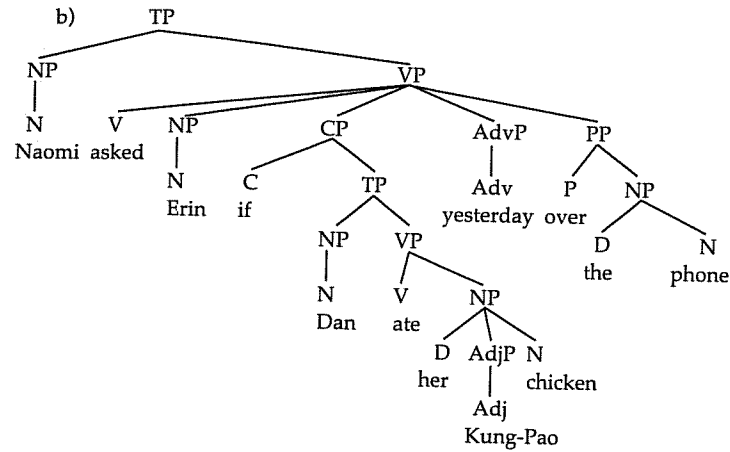 b) TP
NP VP
N V NP CP AdvP PP
Naomi asked
N C TP Adv P NP
Erin if yesterday over
NP VP D N
the phone
N V NP
Dan ate
D AdjP N
her chicken
Adj
Kung-Pao